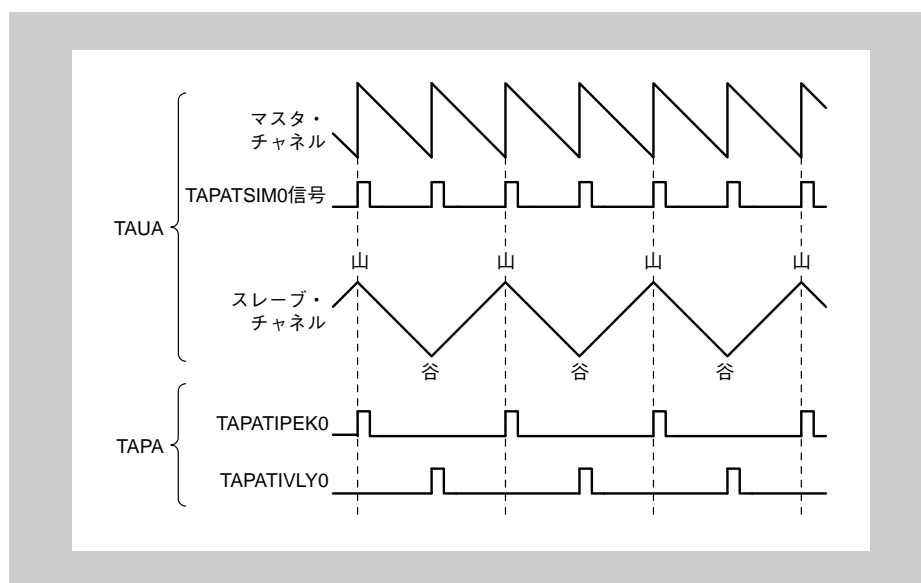 マスタ・
チャネル
TAPATSIM0信号
TAUA
山 山 山 山
スレーブ・
チャネル
谷 谷 谷
TAPATIPEK0
TAPA
TAPATIVLY0